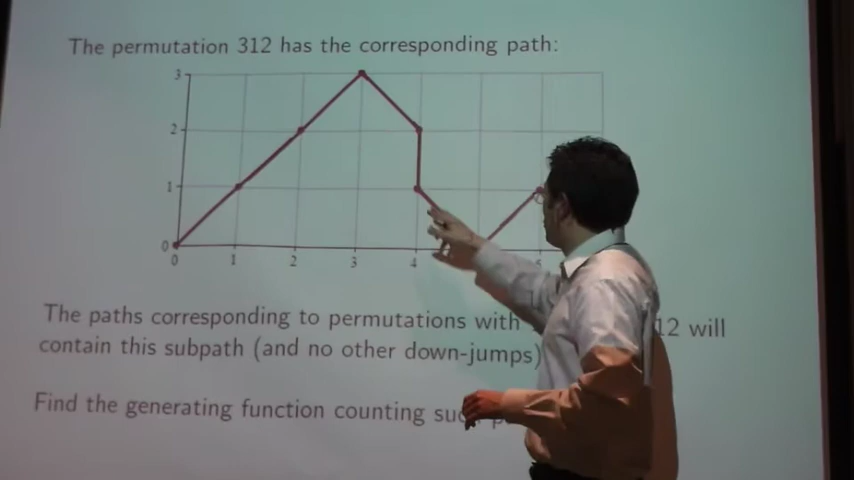 The permutation 312 has the corresponding path:
3
2
1
0
0 1 2 3 4 5
The paths corresponding to permutations with 12 will
contain this subpath (and no other down-jumps)
Find the generating function counting